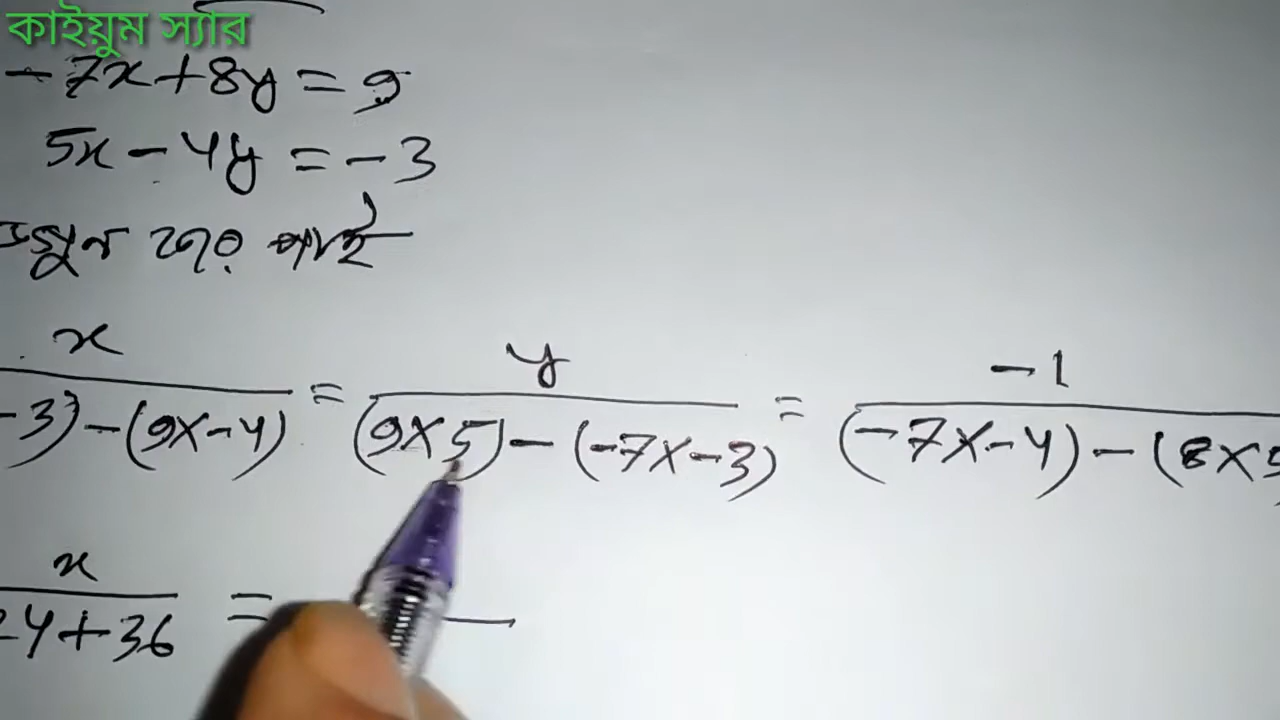 কাইয়ুম স্যার
-7x+8y=9
5x-4y=-3
x
y
-1
-3)-(9x-4) = (9x5)-(-7x-3) = (-7x-4)-(8x5
x
24+36 =